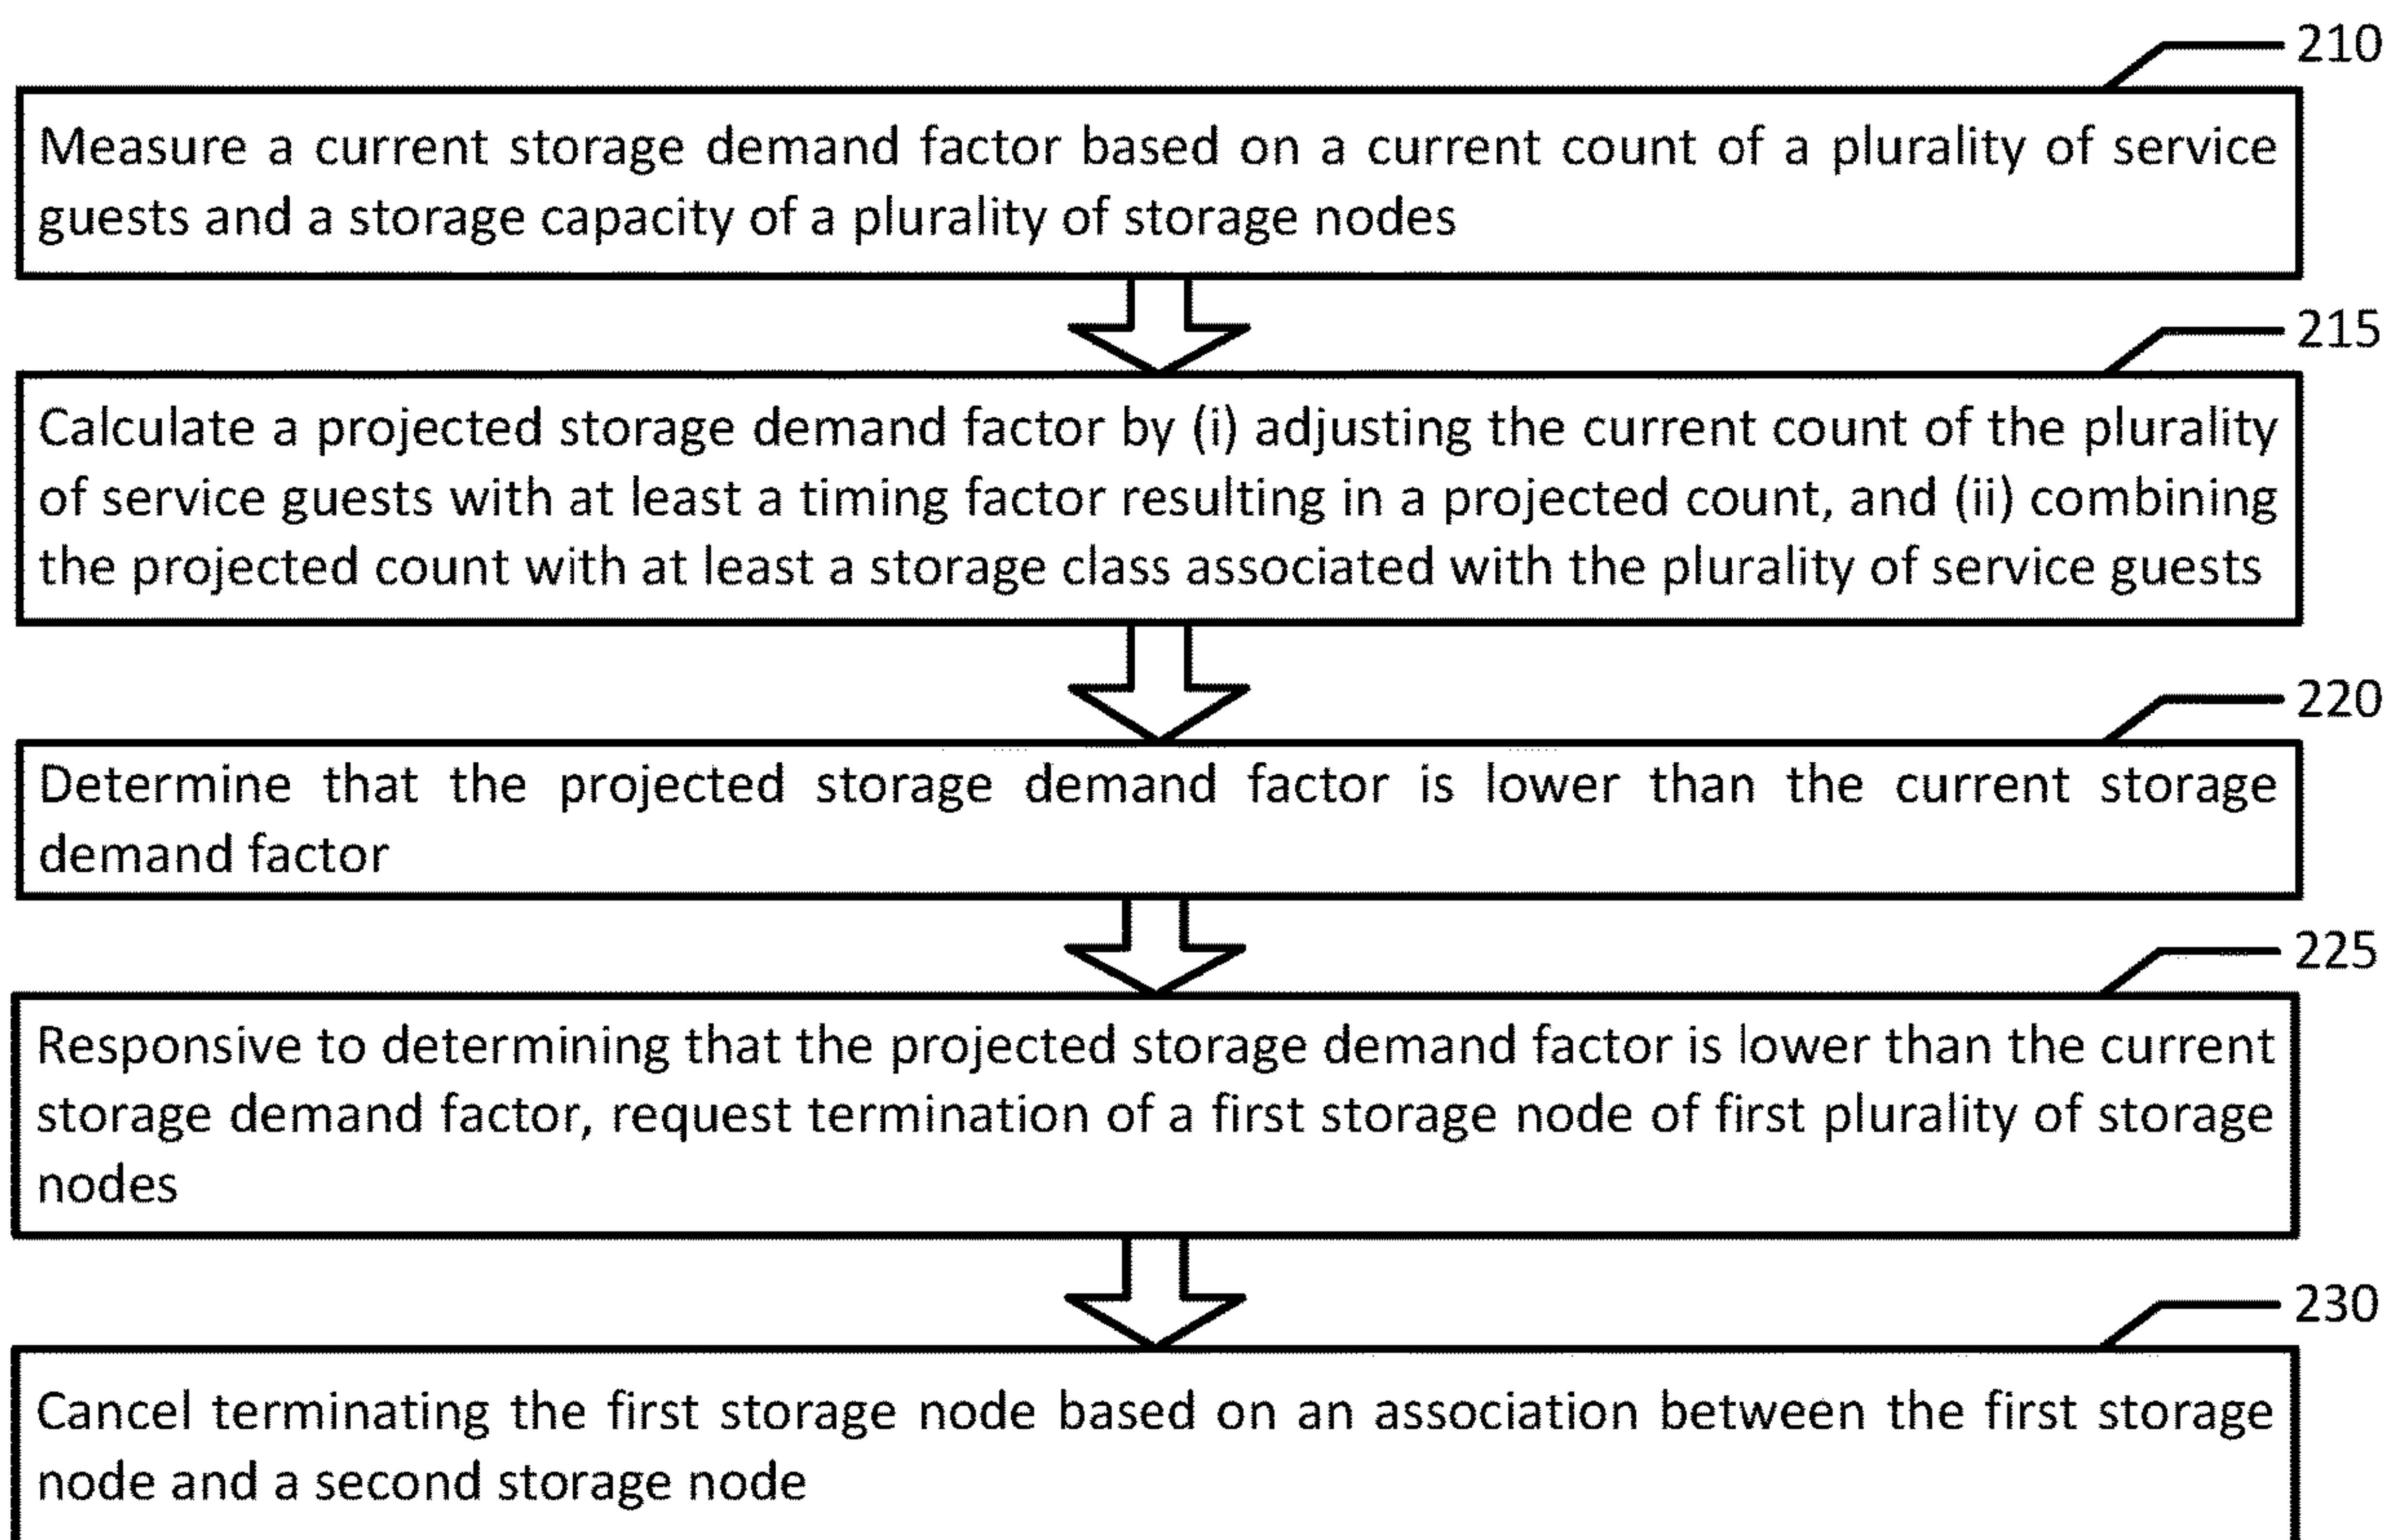 210
Measure a current storage demand factor based on a current count of a plurality of service
guests and a storage capacity of a plurality of storage nodes
215
Calculate a projected storage demand factor by (i) adjusting the current count of the plurality
of service guests with at least a timing factor resulting in a projected count, and (ii) combining
the projected count with at least a storage class associated with the plurality of service guests
220
Determine that the projected storage demand factor is lower than the current storage
demand factor
225
Responsive to determining that the projected storage demand factor is lower than the current
storage demand factor, request termination of a first storage node of first plurality of storage
nodes
230
Cancel terminating the first storage node based on an association between the first storage
node and a second storage node